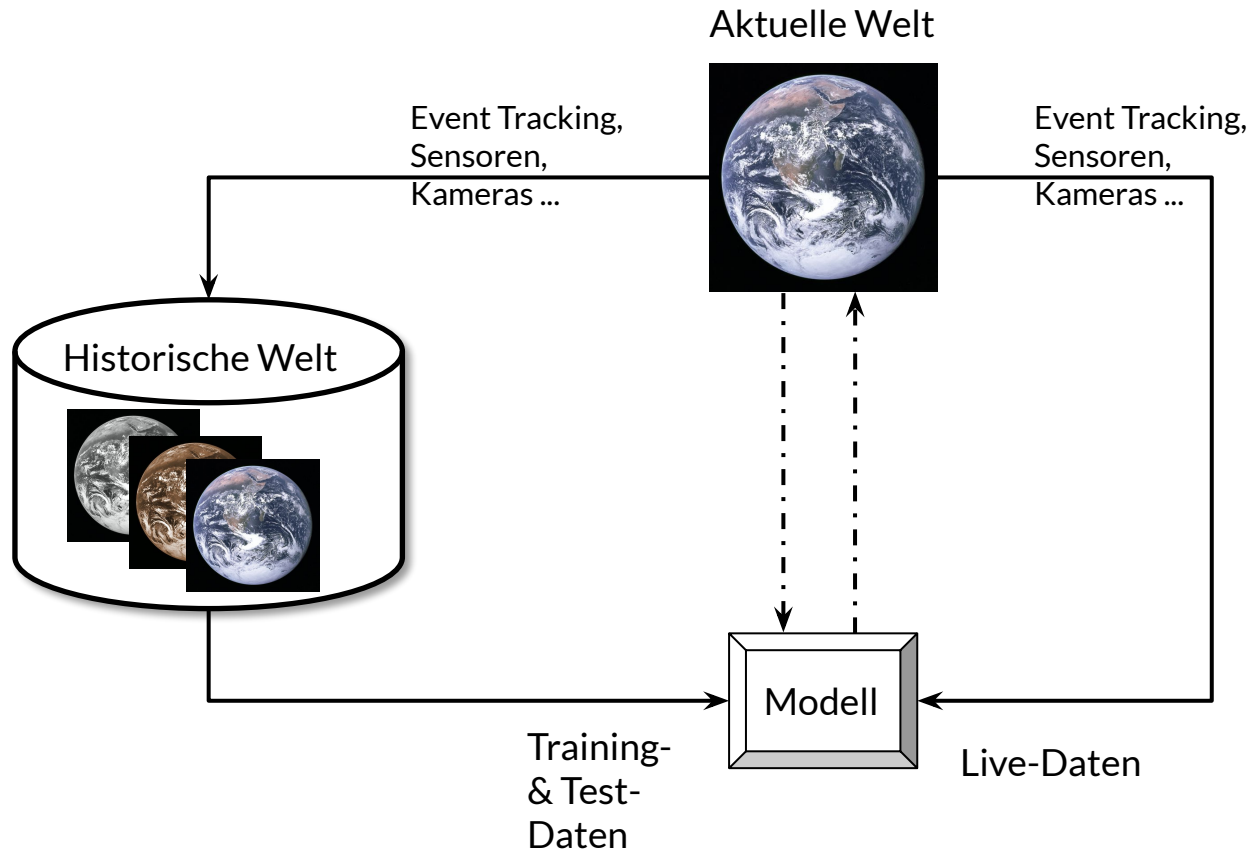 Aktuelle Welt
Event Tracking,
Sensoren,
Kameras ...
Event Tracking,
Sensoren,
Kameras ...
Historische Welt
Modell
Training-
& Test-
Daten
Live-Daten